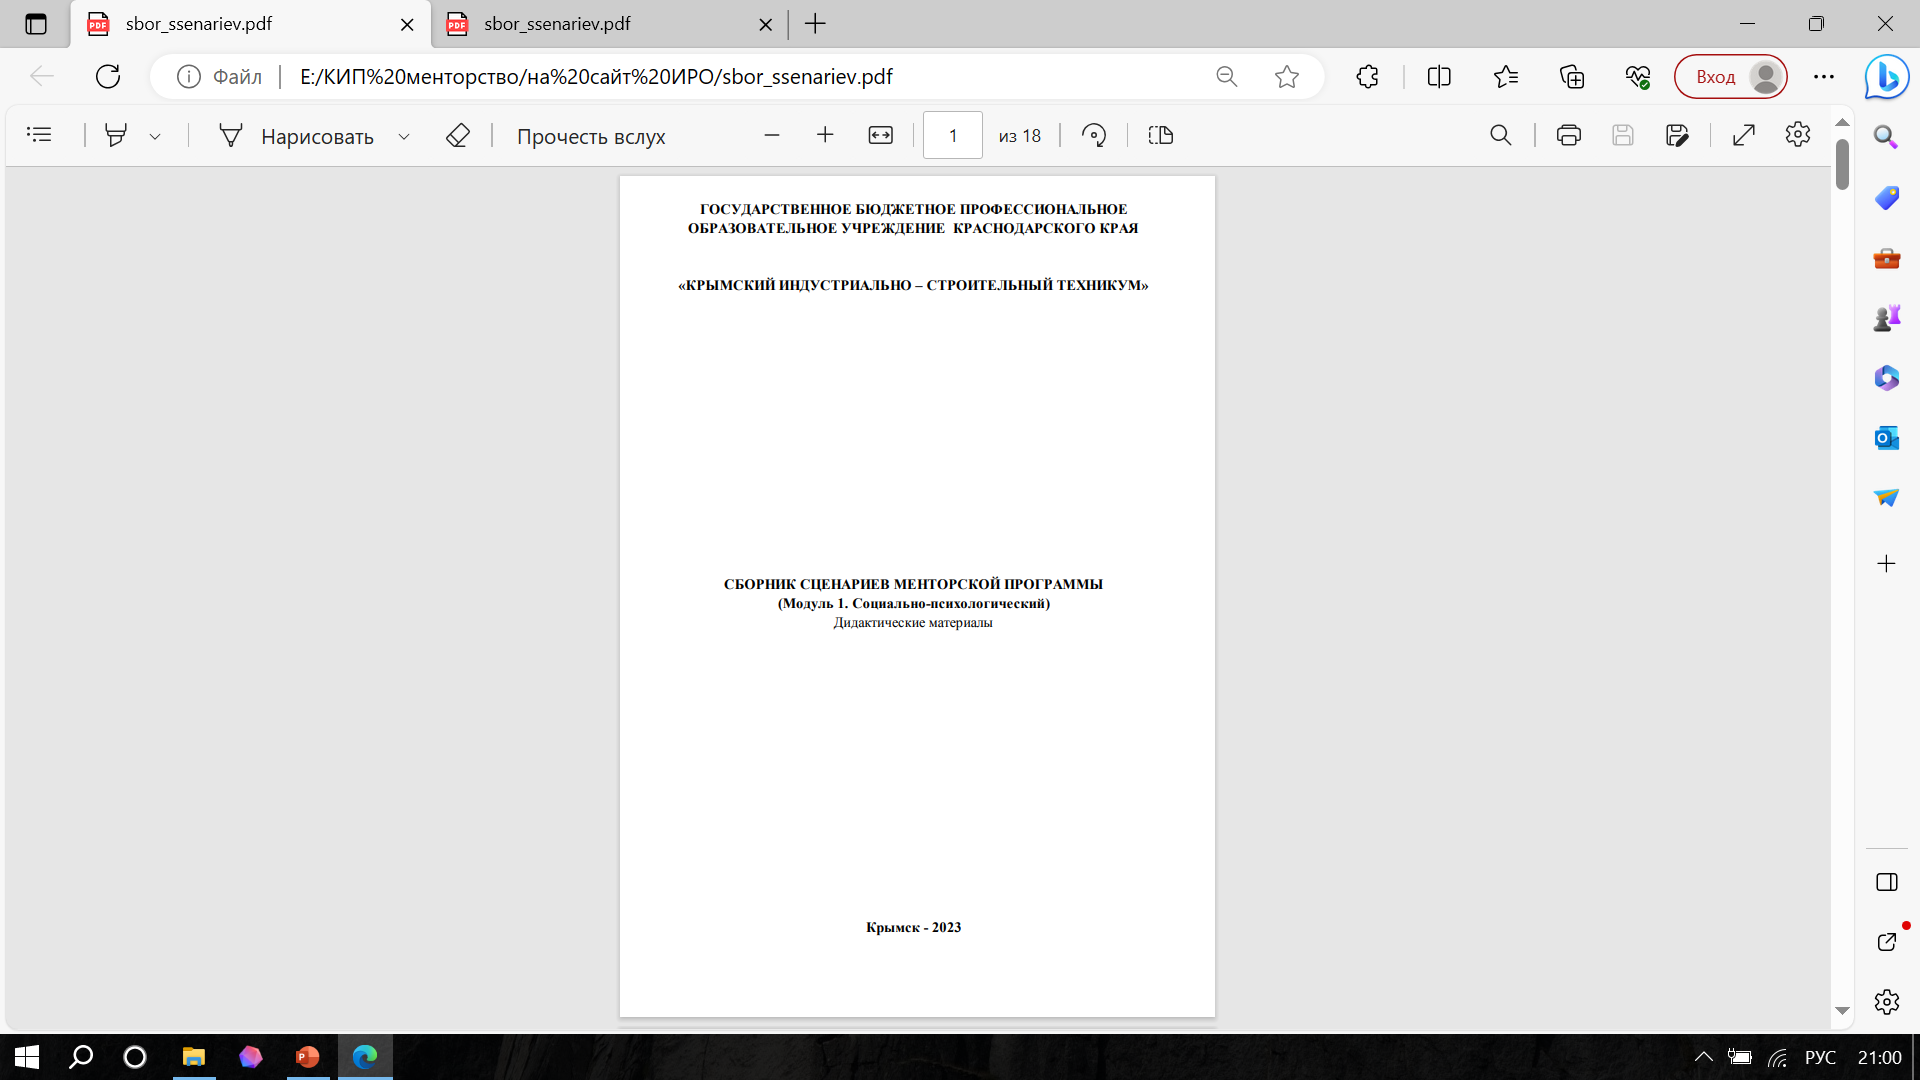 sbor_ssenariev.pdf
sbor_ssenariev.pdf
Файл
E:/КИП%20менторство/на%20сайт%20ИРО/sbor_ssenariev.pdf
Вход
Нарисовать
Прочесть вслух
1
из 18
ГОСУДАРСТВЕННОЕ БЮДЖЕТНОЕ ПРОФЕССИОНАЛЬНОЕ
ОБРАЗОВАТЕЛЬНОЕ УЧРЕЖДЕНИЕ КРАСНОДАРСКОГО КРАЯ
«КРЫМСКИЙ ИНДУСТРИАЛЬНО – СТРОИТЕЛЬНЫЙ ТЕХНИКУМ»
СБОРНИК СЦЕНАРИЕВ МЕНТОРСКОЙ ПРОГРАММЫ
(Модуль 1. Социально-психологический)
Дидактические материалы
Крымск - 2023
РУС
21:00